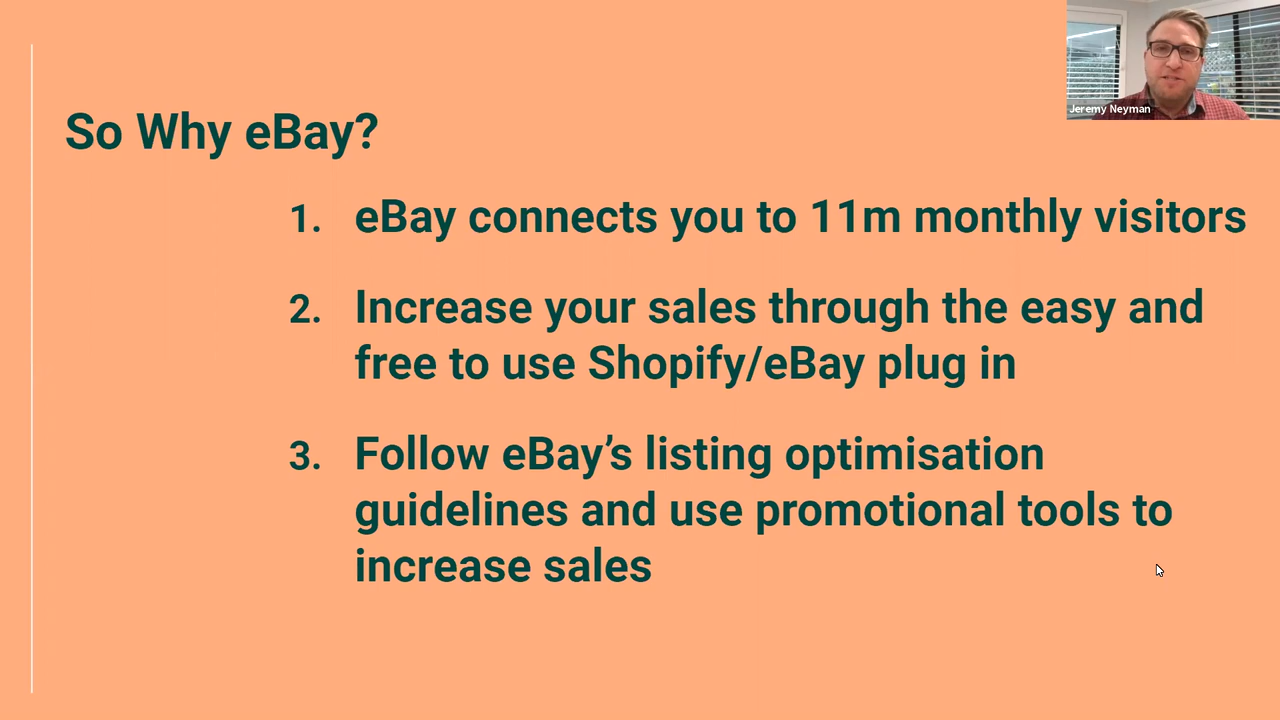 Jeremy Neyman
So Why eBay?
1. eBay connects you to 11m monthly visitors
2. Increase your sales through the easy and
free to use Shopify/eBay plug in
3. Follow eBay’s listing optimisation
guidelines and use promotional tools to
increase sales